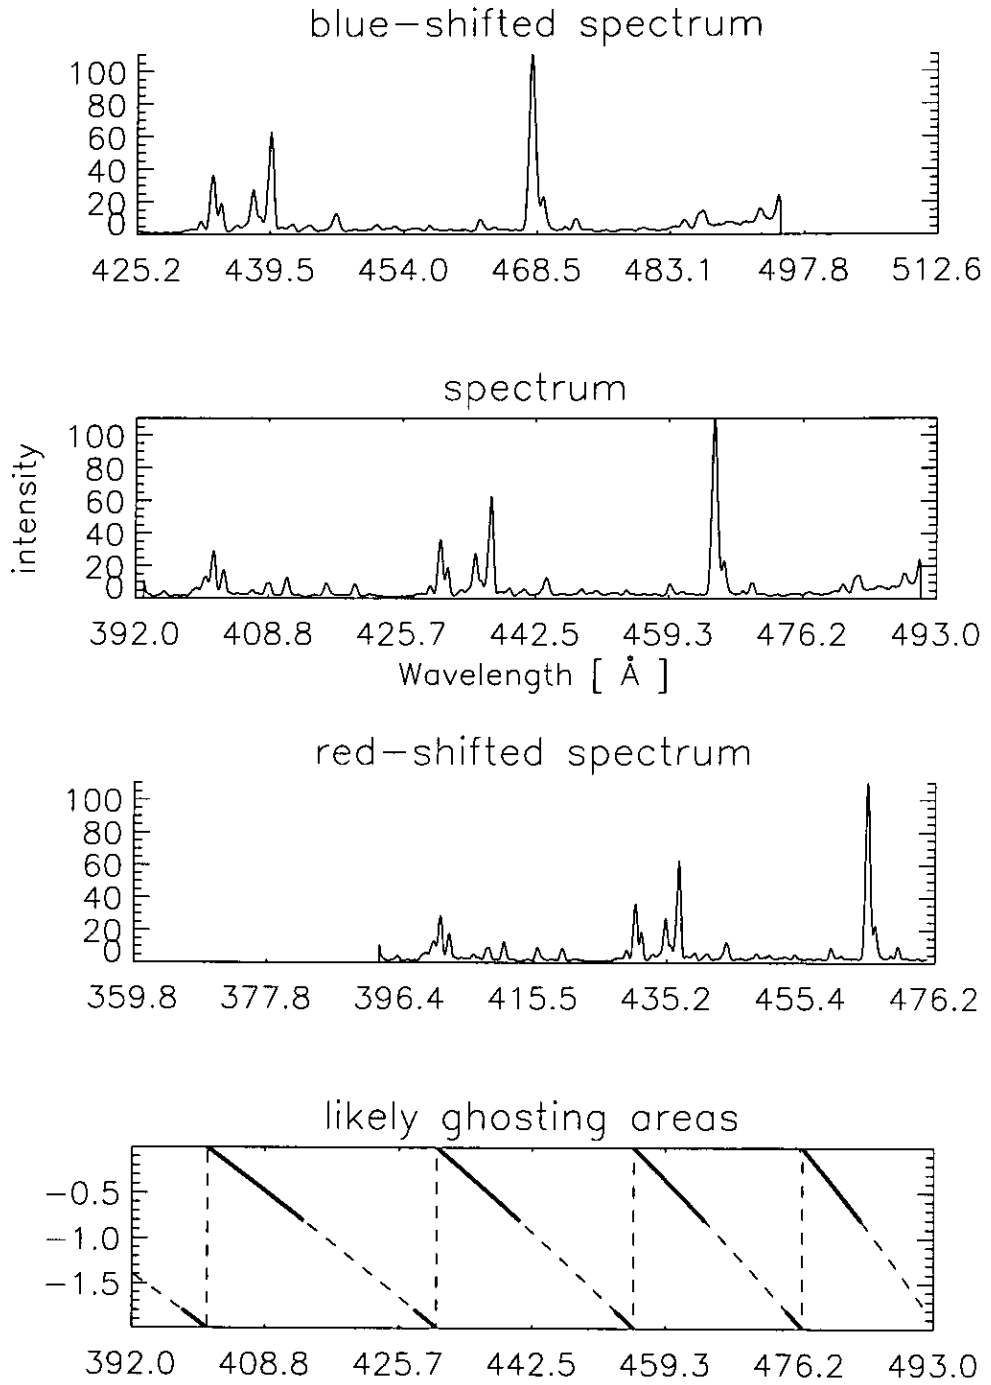 blue-shifted spectrum
100
80
60
40
20
0
425.2 439.5 454.0 468.5 483.1 497.8 512.6
spectrum
intensity
100
80
60
40
20
0
392.0 408.8 425.7 442.5 459.3 476.2 493.0
Wavelength [ Å ]
red-shifted spectrum
100
80
60
40
20
0
359.8 377.8 396.4 415.5 435.2 455.4 476.2
likely ghosting areas
-0.5
-1.0
-1.5
392.0 408.8 425.7 442.5 459.3 476.2 493.0